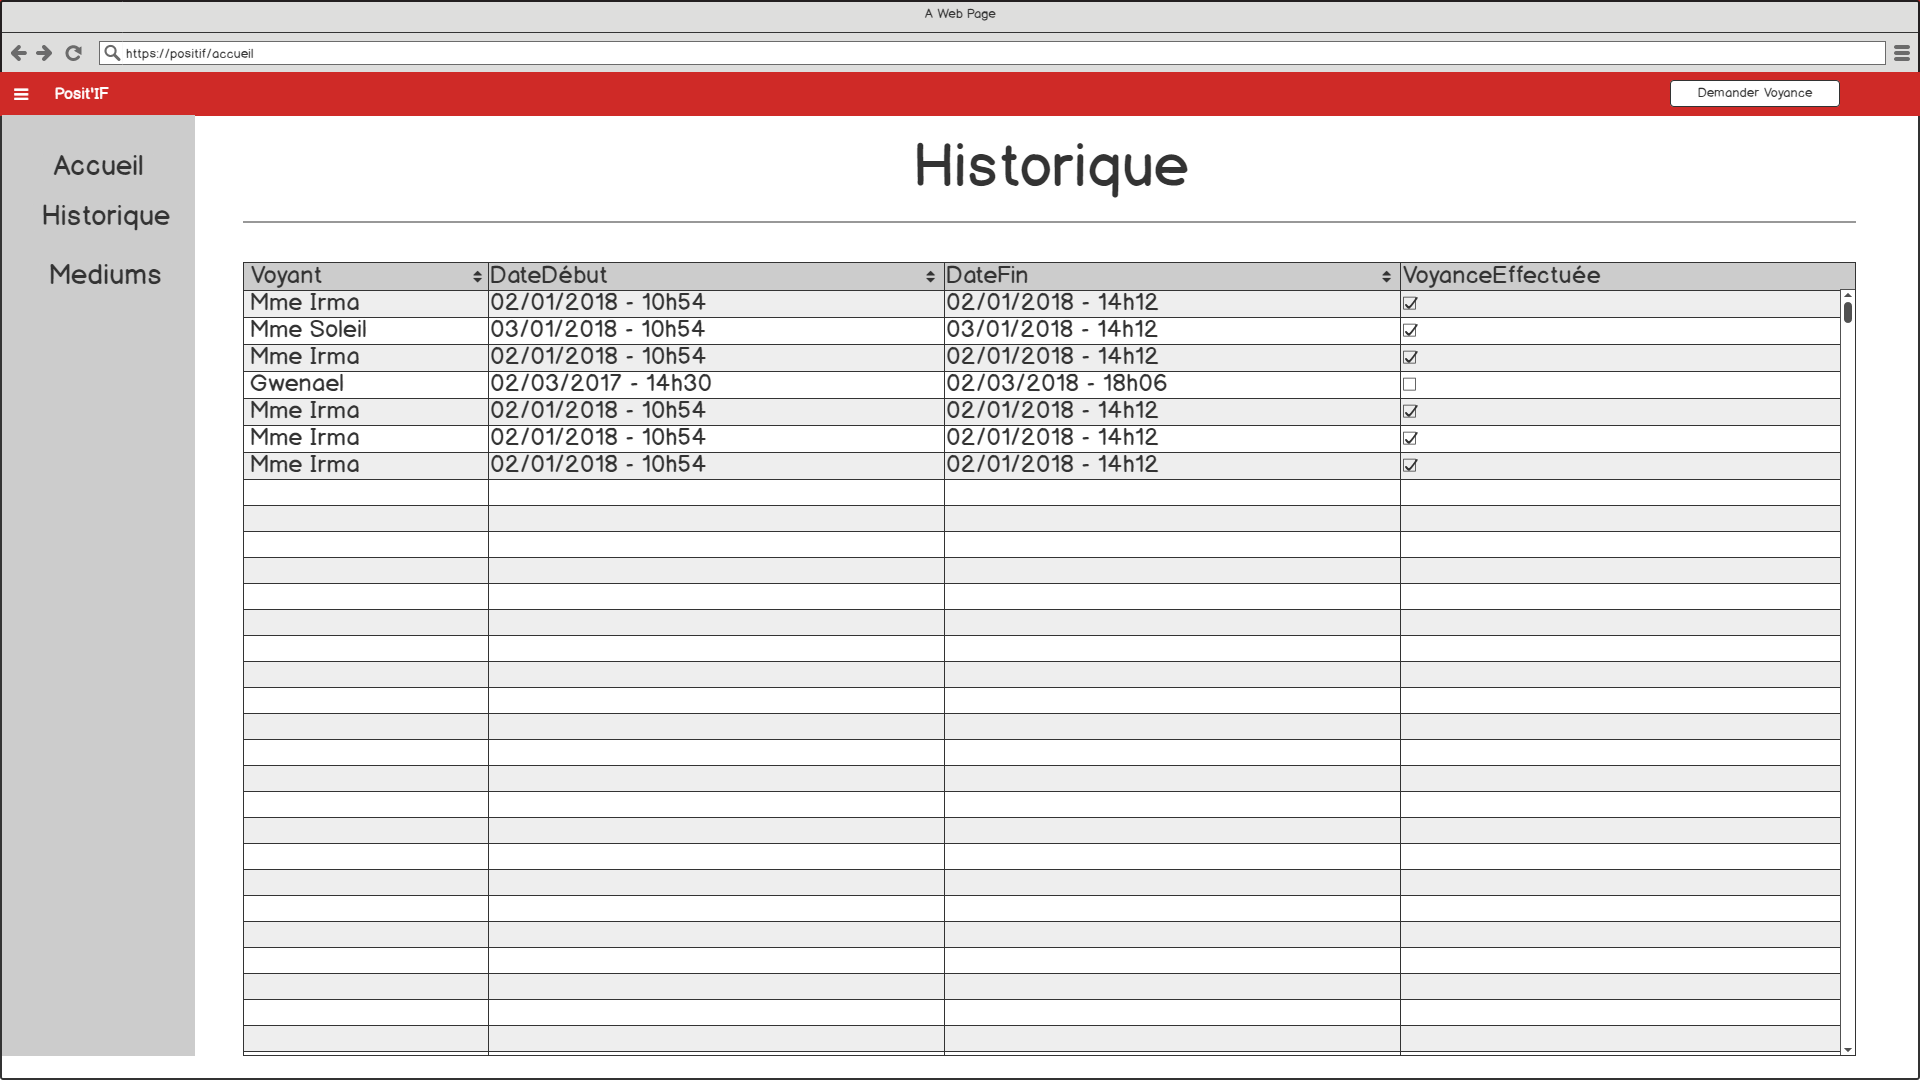 A Web Page
https://positif/accueil
Posit'IF
Demander Voyance
Accueil
Historique
Mediums
Historique
Voyant DateDébut DateFin VoyanceEffectuée
Mme Irma 02/01/2018 - 10h54 02/01/2018 - 14h12
Mme Soleil 03/01/2018 - 10h54 03/01/2018 - 14h12
Mme Irma 02/01/2018 - 10h54 02/01/2018 - 14h12
Gwenael 02/03/2017 - 14h30 02/03/2018 - 18h06
Mme Irma 02/01/2018 - 10h54 02/01/2018 - 14h12
Mme Irma 02/01/2018 - 10h54 02/01/2018 - 14h12
Mme Irma 02/01/2018 - 10h54 02/01/2018 - 14h12